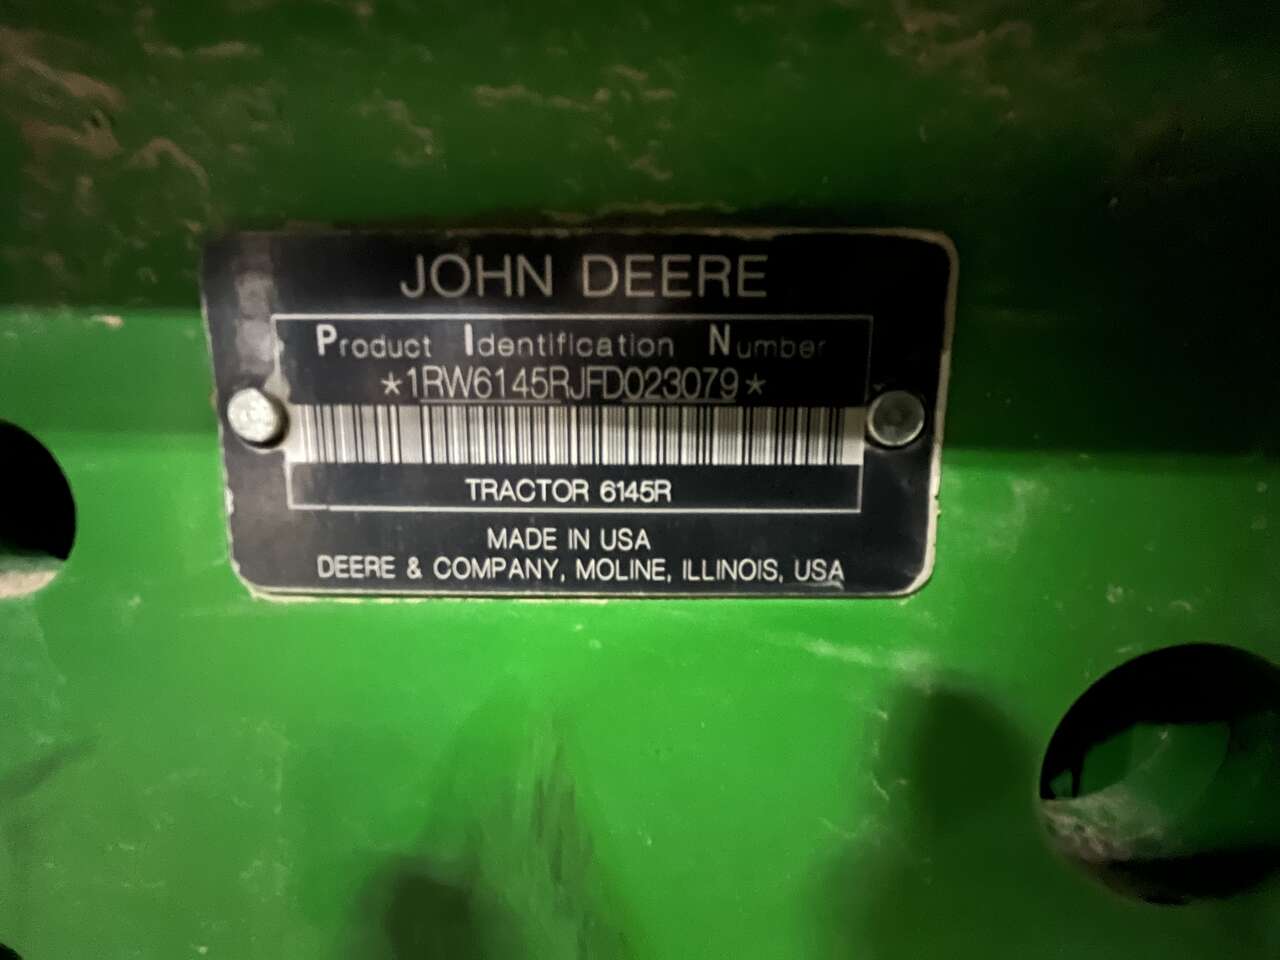 JOHN DEERE
Product Identification Number
*1RW6145RJFD023079*
TRACTOR 6145R
MADE IN USA
DEERE & COMPANY, MOLINE, ILLINOIS, USA